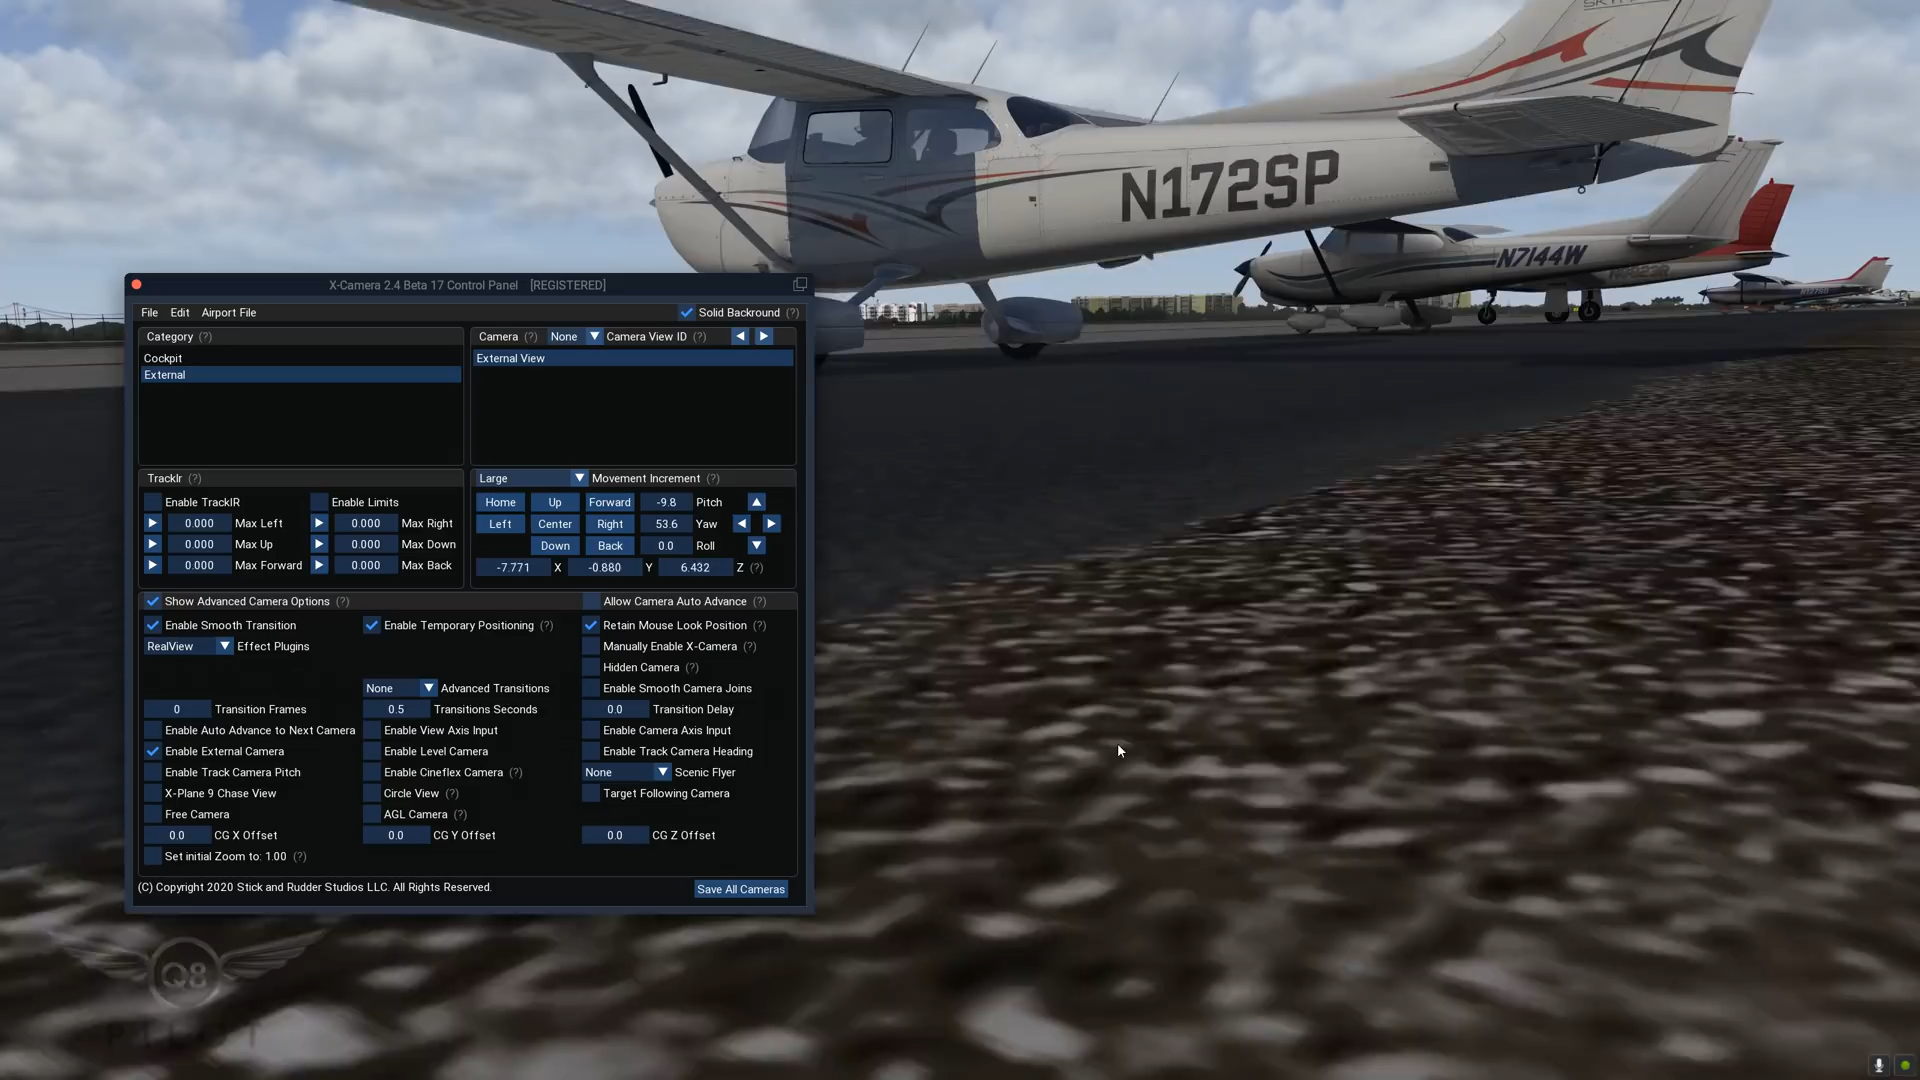 SKYHAWK
N172SP
N7144W
X-Camera 2.4 Beta 17 Control Panel [REGISTERED]
File Edit Airport File Solid Backround (?)
Category (?)
Cockpit
External
Camera (?) None Camera View ID (?)
External View
TrackIr (?)
Enable TrackIR Enable Limits
0.000 Max Left 0.000 Max Right
0.000 Max Up 0.000 Max Down
0.000 Max Forward 0.000 Max Back
Large Movement Increment (?)
Home Up Forward -9.8 Pitch
Left Center Right 53.6 Yaw
Down Back 0.0 Roll
-7.771 X -0.880 Y 6.432 Z (?)
Show Advanced Camera Options (?) Allow Camera Auto Advance (?)
Enable Smooth Transition Enable Temporary Positioning (?) Retain Mouse Look Position (?)
RealView Effect Plugins Manually Enable X-Camera (?)
Hidden Camera (?)
None Advanced Transitions Enable Smooth Camera Joins
0 Transition Frames 0.5 Transitions Seconds 0.0 Transition Delay
Enable Auto Advance to Next Camera Enable View Axis Input Enable Camera Axis Input
Enable External Camera Enable Level Camera Enable Track Camera Heading
Enable Track Camera Pitch Enable Cineflex Camera (?) None Scenic Flyer
X-Plane 9 Chase View Circle View (?) Target Following Camera
Free Camera AGL Camera (?)
0.0 CG X Offset 0.0 CG Y Offset 0.0 CG Z Offset
Set initial Zoom to: 1.00 (?)
(C) Copyright 2020 Stick and Rudder Studios LLC. All Rights Reserved. Save All Cameras
Q8
PILOT